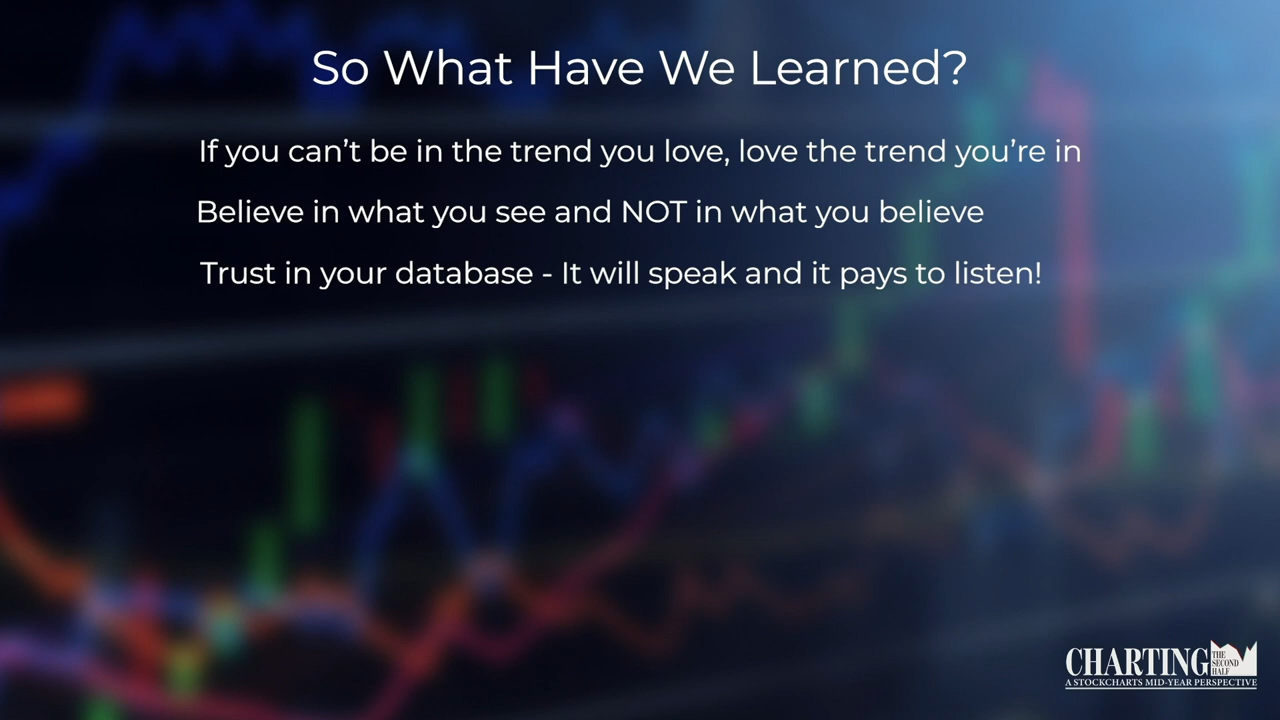 So What Have We Learned?
If you can’t be in the trend you love, love the trend you’re in
Believe in what you see and NOT in what you believe
Trust in your database - It will speak and it pays to listen!
CHARTING THE SECOND HALF
A STOCKCHARTS MID-YEAR PERSPECTIVE